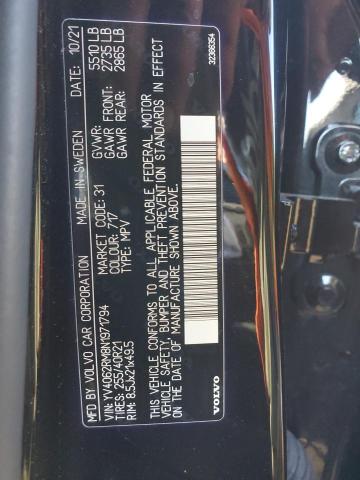 MFD BY VOLVO CAR CORPORATION MADE IN SWEDEN 10/21
VIN: YV4062RM8N1971794
TIRES: 255/40R21
RIM: 8.5Jx21x49.5
MARKET CODE: 31
COLOUR: 717
TYPE: MPV
GVWR: 5510 LB
GAWR FRONT: 2735 LB
GAWR REAR: 2865 LB
THIS VEHICLE CONFORMS TO ALL APPLICABLE FEDERAL MOTOR
VEHICLE SAFETY, BUMPER AND THEFT PREVENTION STANDARDS IN EFFECT
ON THE DATE OF MANUFACTURE SHOWN ABOVE.
VOLVO
32386354